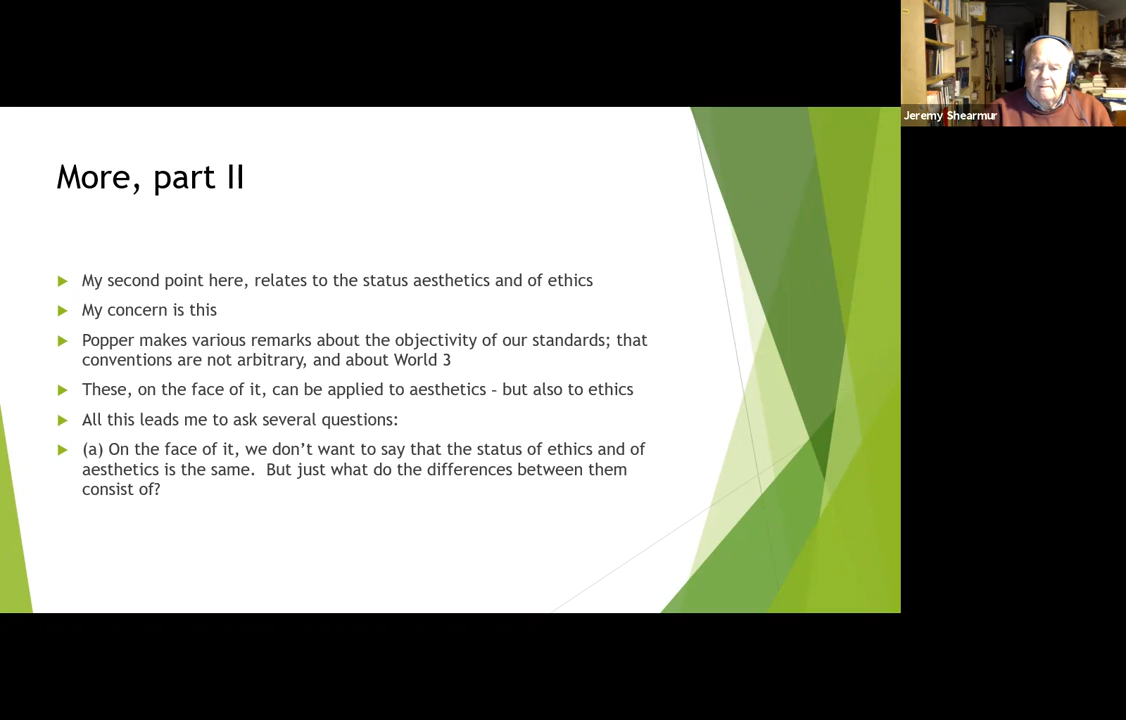 Jeremy Shearmur
More, part II
My second point here, relates to the status aesthetics and of ethics
My concern is this
Popper makes various remarks about the objectivity of our standards; that
conventions are not arbitrary, and about World 3
These, on the face of it, can be applied to aesthetics – but also to ethics
All this leads me to ask several questions:
(a) On the face of it, we don’t want to say that the status of ethics and of
aesthetics is the same.  But just what do the differences between them
consist of?